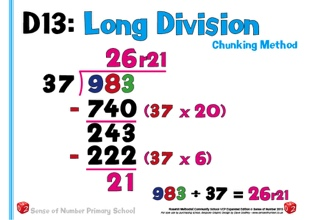 D13: Long Division
Chunking Method
26r21
37 983
- 740 (37 x 20)
243
- 222 (37 x 6)
21
983 ÷ 37 = 26r21
Sense of Number Primary School